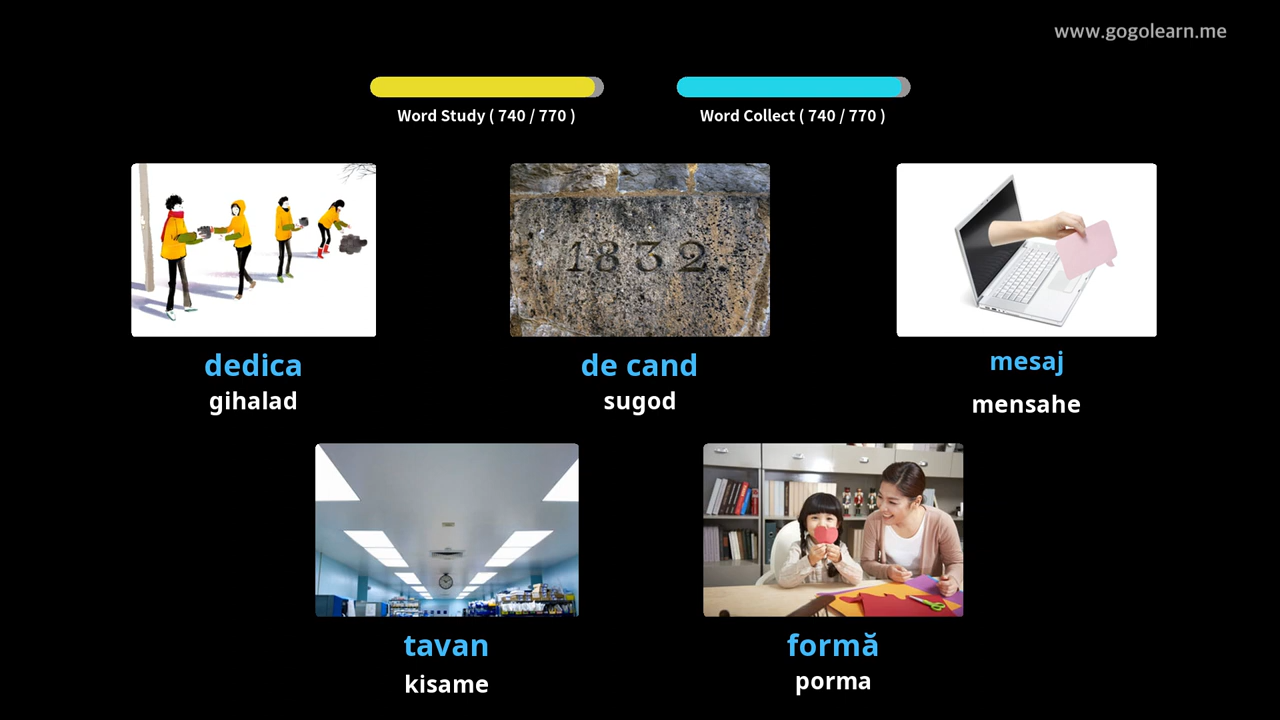 www.gogolearn.me
Word Study ( 740 / 770 )
Word Collect ( 740 / 770 )
1832.
dedica
gihalad
de cand
sugod
mesaj
mensahe
tavan
kisame
formă
porma